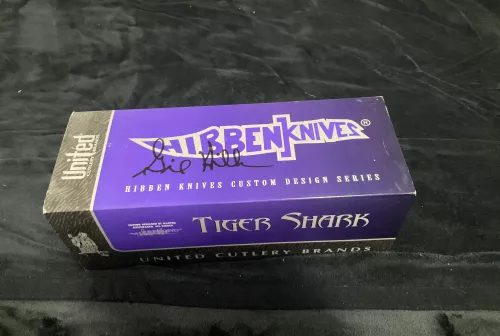 United
HIBBEN KNIVES®
Gil Hibben
HIBBEN KNIVES CUSTOM DESIGN SERIES
TIGER SHARK
UNITED CUTLERY BRANDS